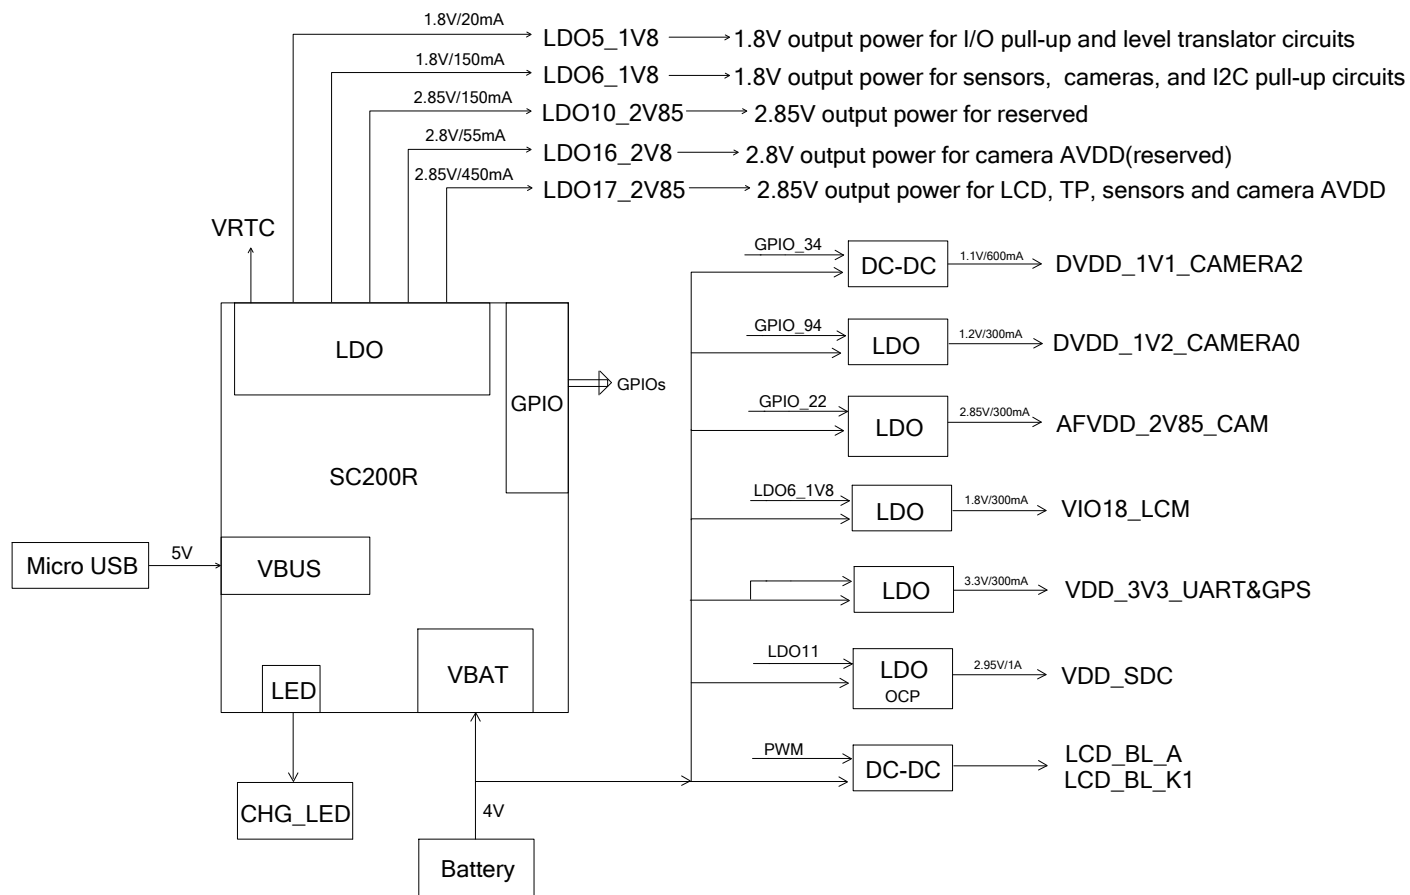 1.8V/20mA
LDO5_1V8
1.8V output power for I/O pull-up and level translator circuits
1.8V/150mA
LDO6_1V8
1.8V output power for sensors, cameras, and I2C pull-up circuits
2.85V/150mA
LDO10_2V85
2.85V output power for reserved
2.8V/55mA
LDO16_2V8
2.8V output power for camera AVDD(reserved)
2.85V/450mA
LDO17_2V85
2.85V output power for LCD, TP, sensors and camera AVDD
VRTC
LDO
GPIO
GPIOs
SC200R
Micro USB
5V
VBUS
LED
VBAT
CHG_LED
4V
Battery
GPIO_34
DC-DC
1.1V/600mA
DVDD_1V1_CAMERA2
GPIO_94
LDO
1.2V/300mA
DVDD_1V2_CAMERA0
GPIO_22
LDO
2.85V/300mA
AFVDD_2V85_CAM
LDO6_1V8
LDO
1.8V/300mA
VIO18_LCM
LDO
3.3V/300mA
VDD_3V3_UART&GPS
LDO11
LDO
OCP
2.95V/1A
VDD_SDC
PWM
DC-DC
LCD_BL_A
LCD_BL_K1